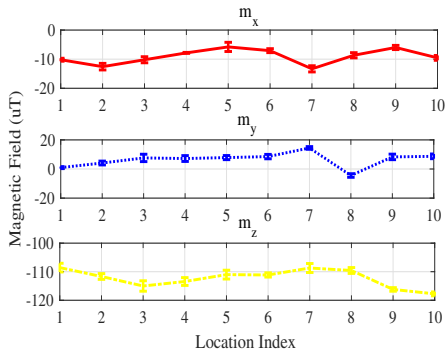 m_x
0
-10
-20
1 2 3 4 5 6 7 8 9 10
m_y
20
0
-20
1 2 3 4 5 6 7 8 9 10
m_z
-100
-110
-120
1 2 3 4 5 6 7 8 9 10
Location Index
Magnetic Field (uT)